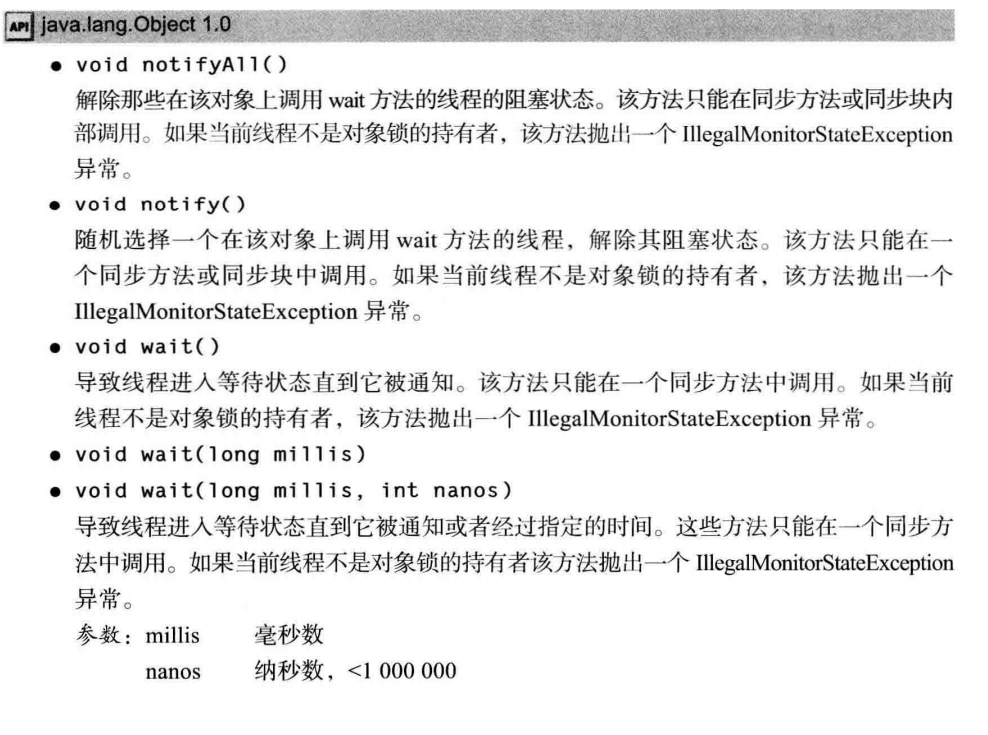 API java.lang.Object 1.0
● void notifyAll()
解除那些在该对象上调用 wait 方法的线程的阻塞状态。该方法只能在同步方法或同步块内
部调用。如果当前线程不是对象锁的持有者，该方法抛出一个 IllegalMonitorStateException
异常。
● void notify()
随机选择一个在该对象上调用 wait 方法的线程，解除其阻塞状态。该方法只能在一
个同步方法或同步块中调用。如果当前线程不是对象锁的持有者，该方法抛出一个
IllegalMonitorStateException 异常。
● void wait()
导致线程进入等待状态直到它被通知。该方法只能在一个同步方法中调用。如果当前
线程不是对象锁的持有者，该方法抛出一个 IllegalMonitorStateException 异常。
● void wait(long millis)
● void wait(long millis, int nanos)
导致线程进入等待状态直到它被通知或者经过指定的时间。这些方法只能在一个同步方
法中调用。如果当前线程不是对象锁的持有者该方法抛出一个 IllegalMonitorStateException
异常。
参数：millis 毫秒数
nanos 纳秒数，<1 000 000